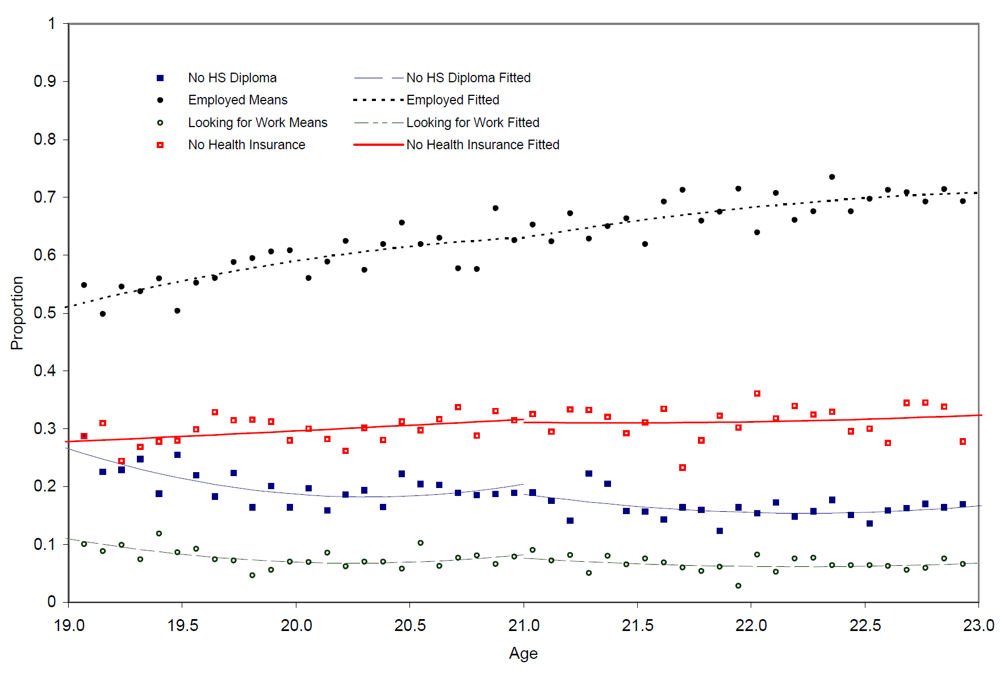 1
0.9
0.8
0.7
0.6
0.5
0.4
0.3
0.2
0.1
0
Proportion
No HS Diploma No HS Diploma Fitted
Employed Means Employed Fitted
Looking for Work Means Looking for Work Fitted
No Health Insurance No Health Insurance Fitted
19.0 19.5 20.0 20.5 21.0 21.5 22.0 22.5 23.0
Age